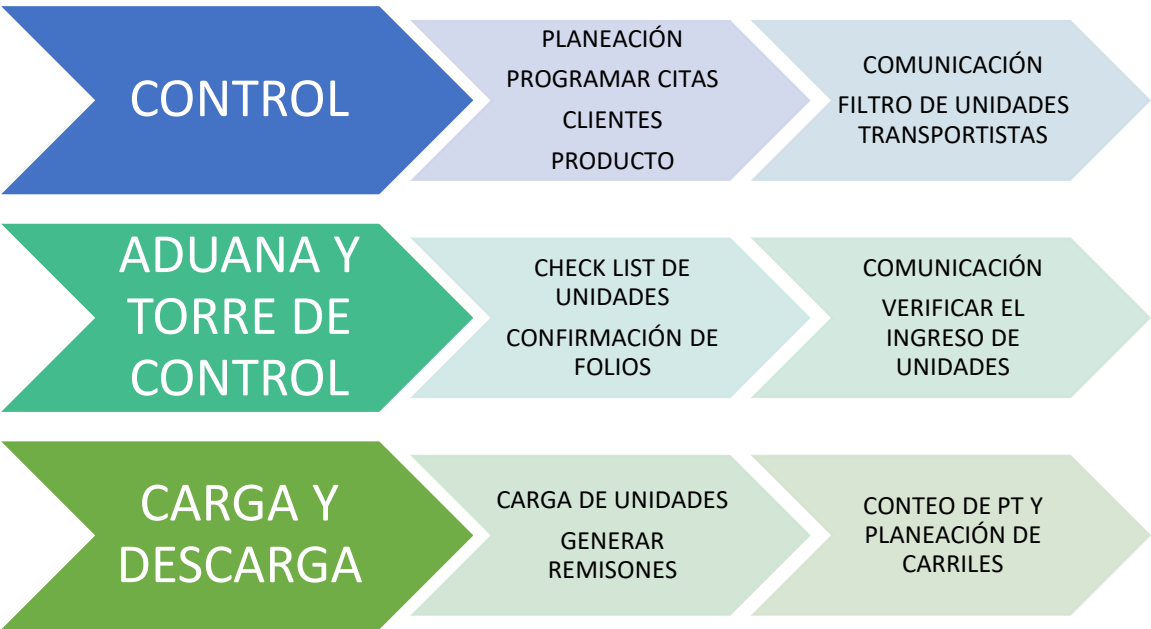 CONTROL
PLANEACIÓN
PROGRAMAR CITAS
CLIENTES
PRODUCTO
COMUNICACIÓN
FILTRO DE UNIDADES
TRANSPORTISTAS
ADUANA Y
TORRE DE
CONTROL
CHECK LIST DE
UNIDADES
CONFIRMACIÓN DE
FOLIOS
COMUNICACIÓN
VERIFICAR EL
INGRESO DE
UNIDADES
CARGA Y
DESCARGA
CARGA DE UNIDADES
GENERAR
REMISONES
CONTEO DE PT Y
PLANEACIÓN DE
CARRILES